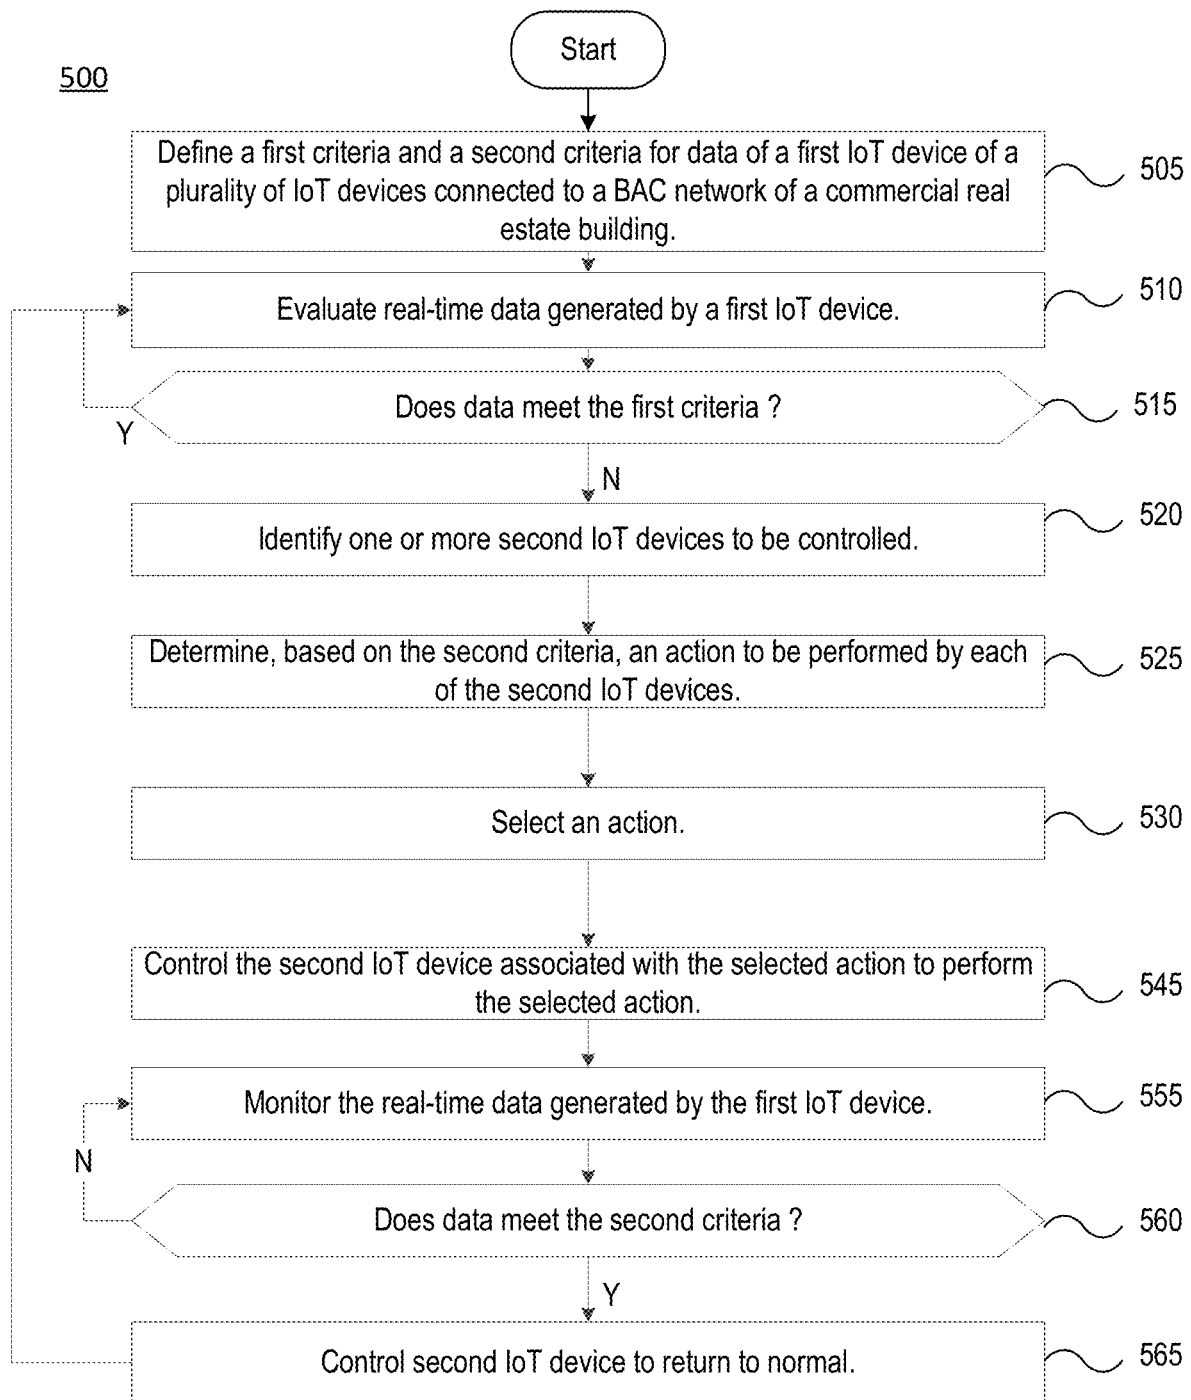 Start
500
Define a first criteria and a second criteria for data of a first IoT device of a
plurality of IoT devices connected to a BAC network of a commercial real
estate building.
505
Evaluate real-time data generated by a first IoT device.
510
Does data meet the first criteria ?
515
Y
N
Identify one or more second IoT devices to be controlled.
520
Determine, based on the second criteria, an action to be performed by each
of the second IoT devices.
525
Select an action.
530
Control the second IoT device associated with the selected action to perform
the selected action.
545
Monitor the real-time data generated by the first IoT device.
555
N
Does data meet the second criteria ?
560
Y
Control second IoT device to return to normal.
565